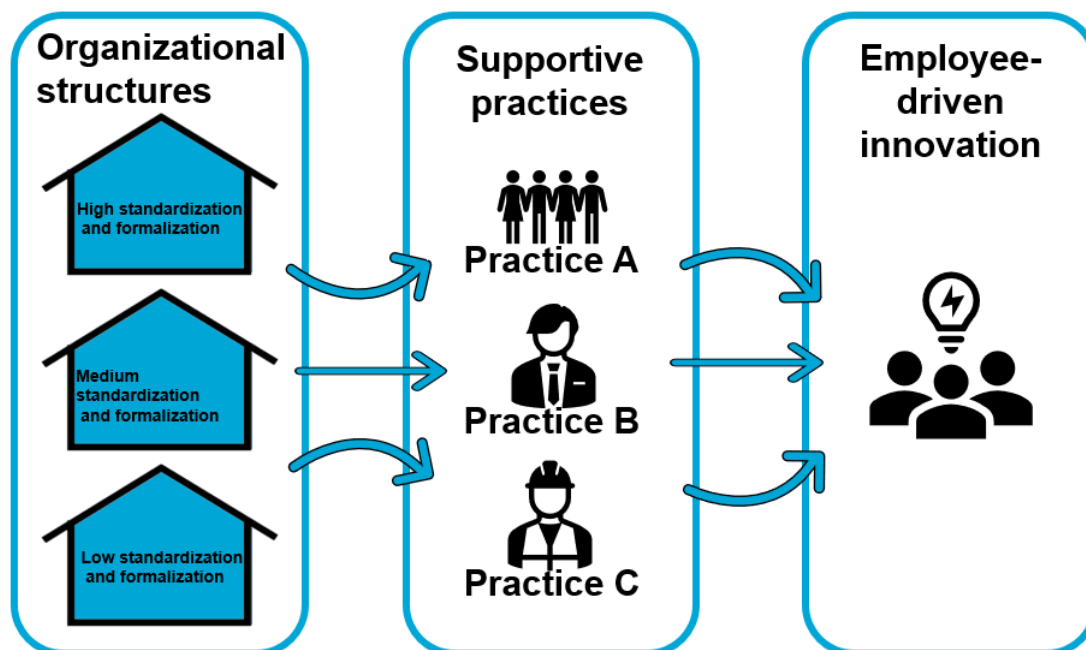 Organizational
structures
High standardization
and formalization
Medium
standardization
and formalization
Low standardization
and formalization
Supportive
practices
Practice A
Practice B
Practice C
Employee-
driven
innovation